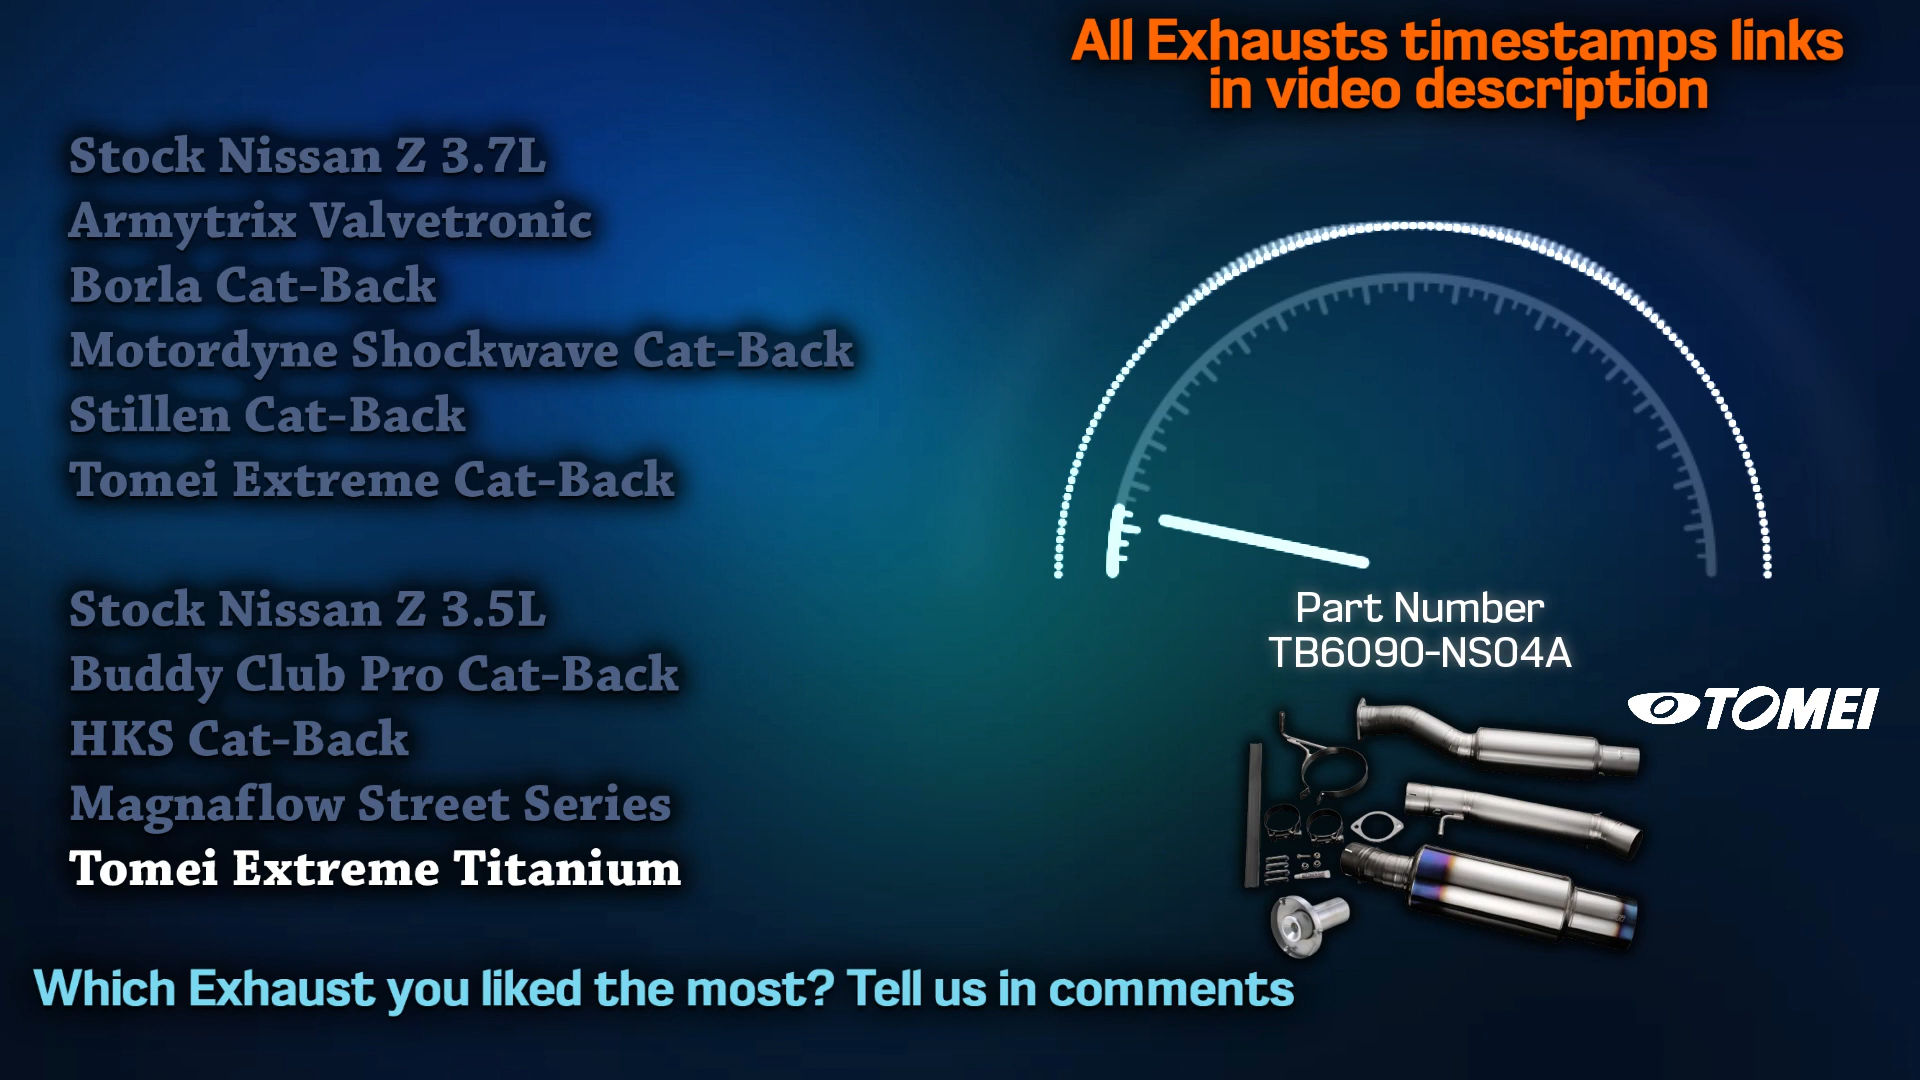 All Exhausts timestamps links
in video description
Stock Nissan Z 3.7L
Armytrix Valvetronic
Borla Cat-Back
Motordyne Shockwave Cat-Back
Stillen Cat-Back
Tomei Extreme Cat-Back
Stock Nissan Z 3.5L
Buddy Club Pro Cat-Back
HKS Cat-Back
Magnaflow Street Series
Tomei Extreme Titanium
Part Number
TB6090-NS04A
TOMEI
Which Exhaust you liked the most? Tell us in comments